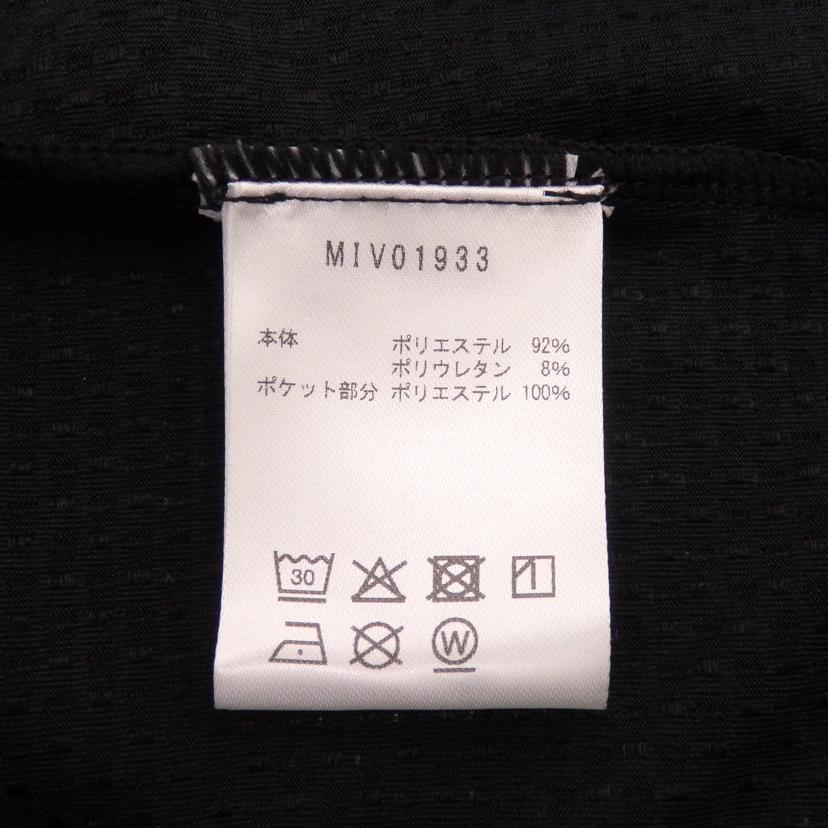 MIV01933
本体 ポリエステル 92%
ポリウレタン 8%
ポケット部分 ポリエステル 100%
30
W